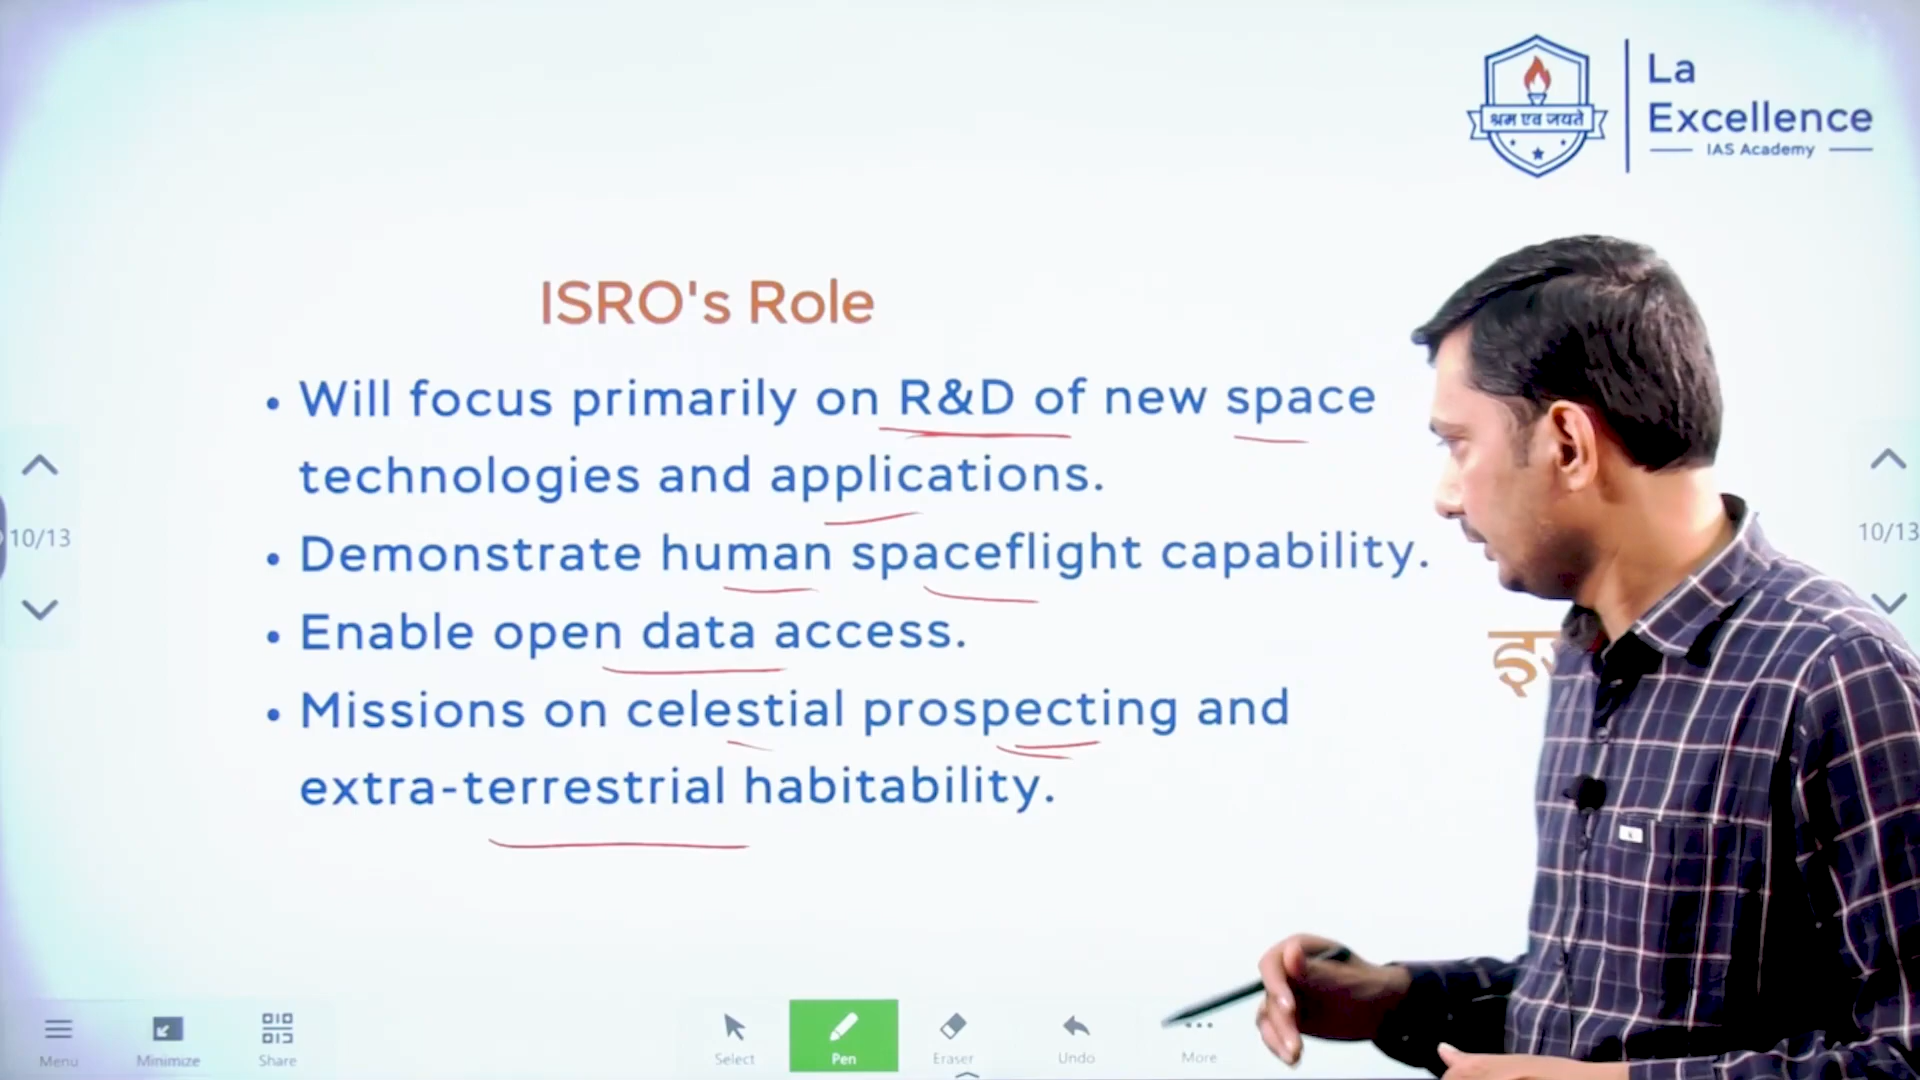 La
Excellence
IAS Academy
श्रम एव जयते
ISRO's Role
• Will focus primarily on R&D of new space
technologies and applications.
• Demonstrate human spaceflight capability.
• Enable open data access.
• Missions on celestial prospecting and
extra-terrestrial habitability.
10/13
10/13
Menu
Minimize
Share
Select
Pen
Eraser
Undo
More